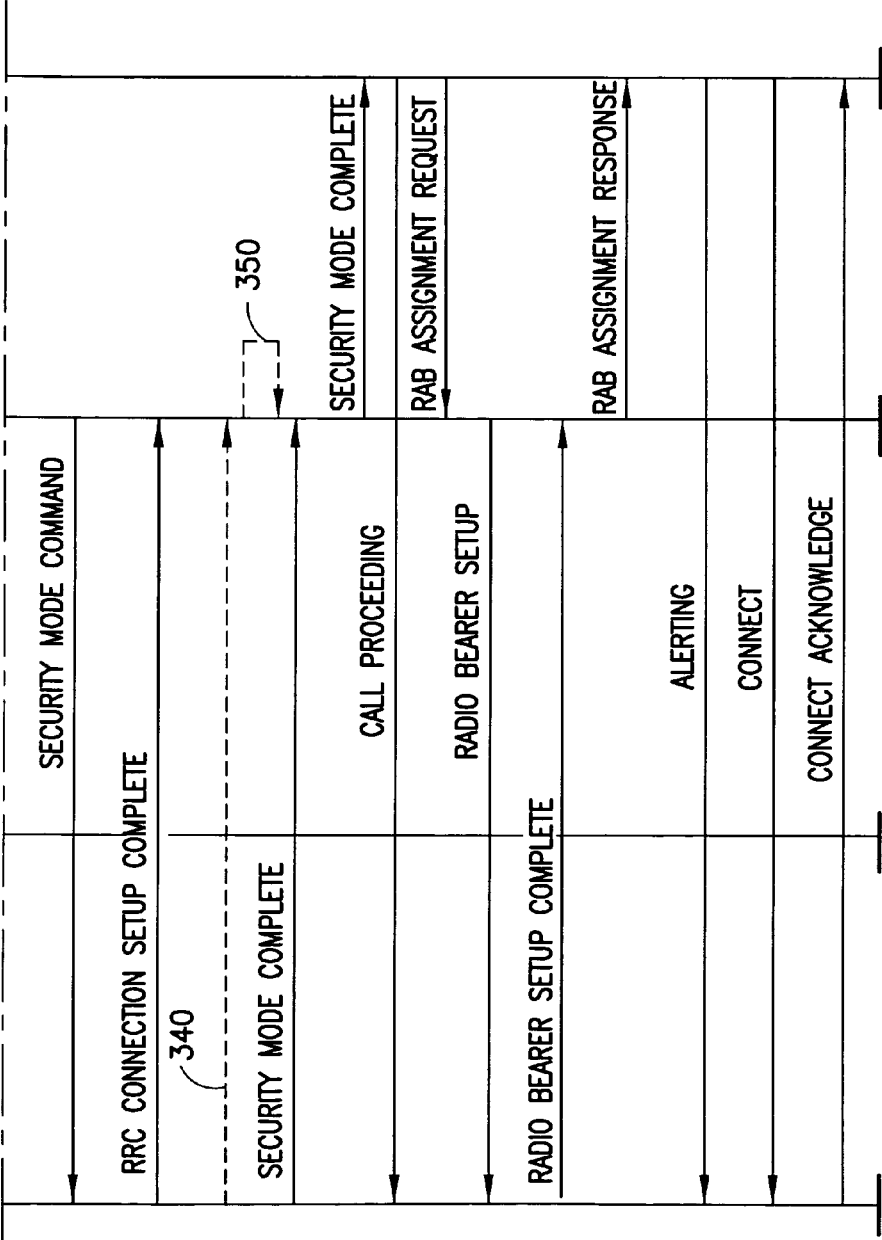 SECURITY MODE COMMAND
RRC CONNECTION SETUP COMPLETE
340
350
SECURITY MODE COMPLETE
SECURITY MODE COMPLETE
CALL PROCEEDING
RAB ASSIGNMENT REQUEST
RADIO BEARER SETUP
RADIO BEARER SETUP COMPLETE
RAB ASSIGNMENT RESPONSE
ALERTING
CONNECT
CONNECT ACKNOWLEDGE